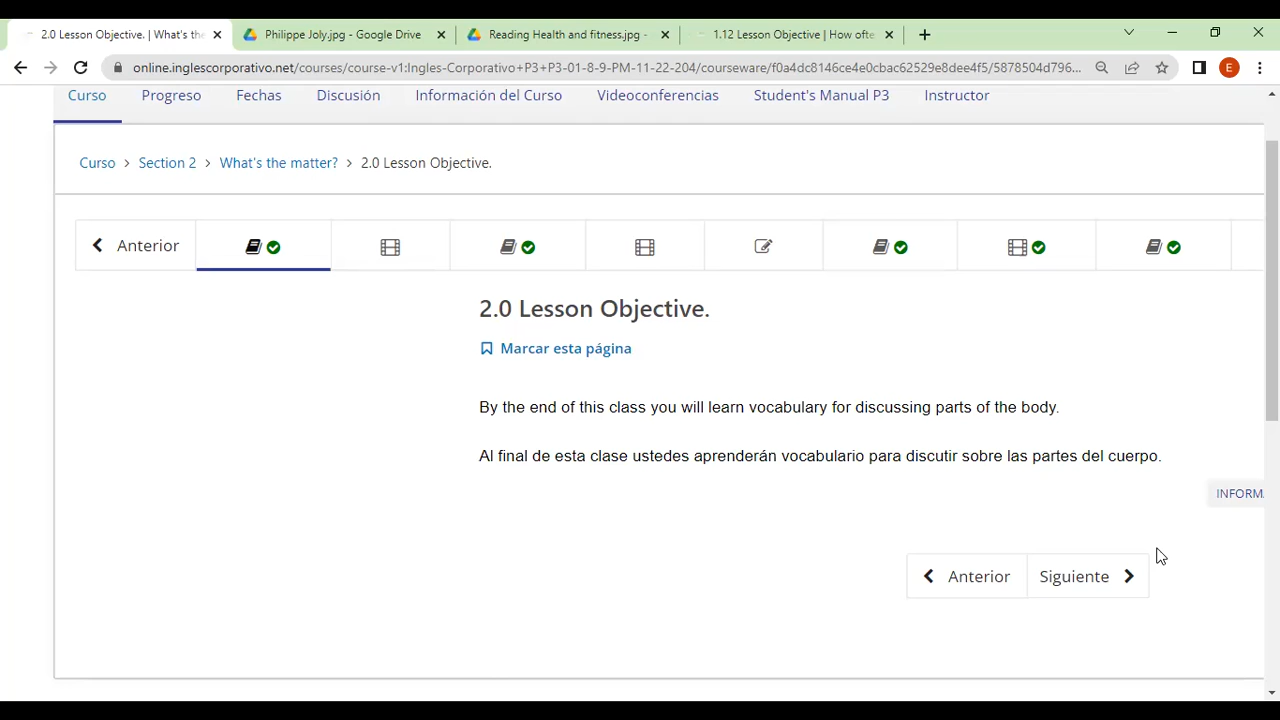 2.0 Lesson Objective. | What's the
Philippe Joly.jpg - Google Drive
Reading Health and fitness.jpg -
1.12 Lesson Objective | How ofte
online.inglescorporativo.net/courses/course-v1:Ingles-Corporativo+P3+P3-01-8-9-PM-11-22-204/courseware/f0a4dc8146ce4e0cbac62529e8dee4f5/5878504d796...
E
Curso
Progreso
Fechas
Discusión
Información del Curso
Videoconferencias
Student's Manual P3
Instructor
Curso > Section 2 > What's the matter? > 2.0 Lesson Objective.
Anterior
2.0 Lesson Objective.
Marcar esta página
By the end of this class you will learn vocabulary for discussing parts of the body.
Al final de esta clase ustedes aprenderán vocabulario para discutir sobre las partes del cuerpo.
INFORMA
Anterior
Siguiente